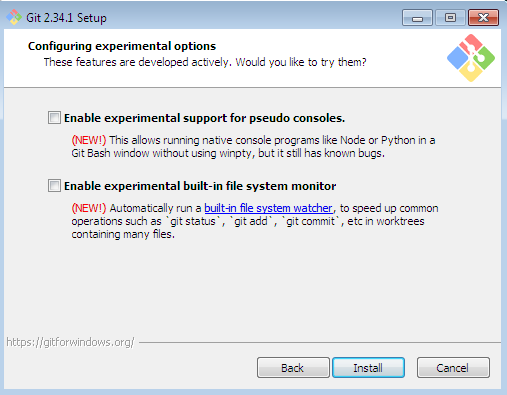 Git 2.34.1 Setup
Configuring experimental options
These features are developed actively. Would you like to try them?
Enable experimental support for pseudo consoles.
(NEW!) This allows running native console programs like Node or Python in a
Git Bash window without using winpty, but it still has known bugs.
Enable experimental built-in file system monitor
(NEW!) Automatically run a built-in file system watcher, to speed up common
operations such as `git status`, `git add`, `git commit`, etc in worktrees
containing many files.
https://gitforwindows.org/
Back
Install
Cancel